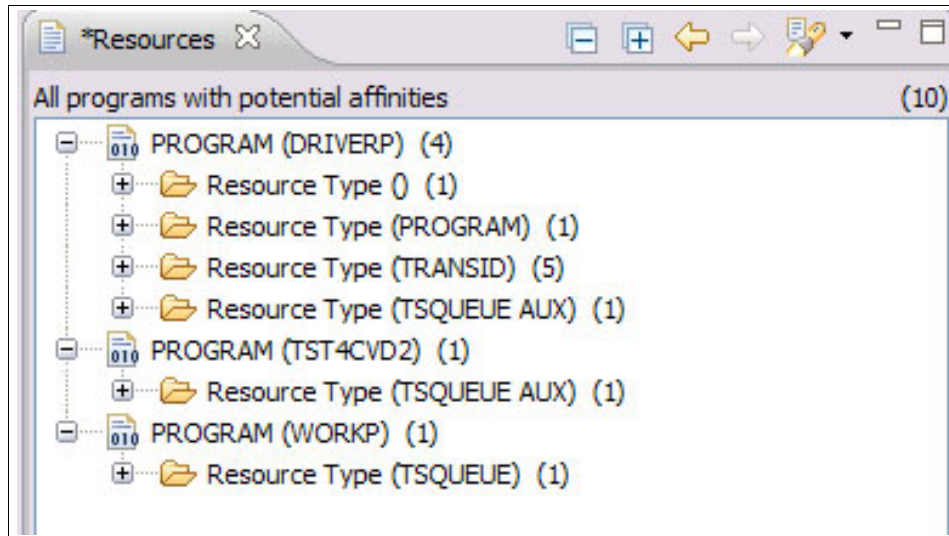 *Resources
All programs with potential affinities (10)
PROGRAM (DRIVERP) (4)
Resource Type () (1)
Resource Type (PROGRAM) (1)
Resource Type (TRANSID) (5)
Resource Type (TSQUEUE AUX) (1)
PROGRAM (TST4CVD2) (1)
Resource Type (TSQUEUE AUX) (1)
PROGRAM (WORKP) (1)
Resource Type (TSQUEUE) (1)